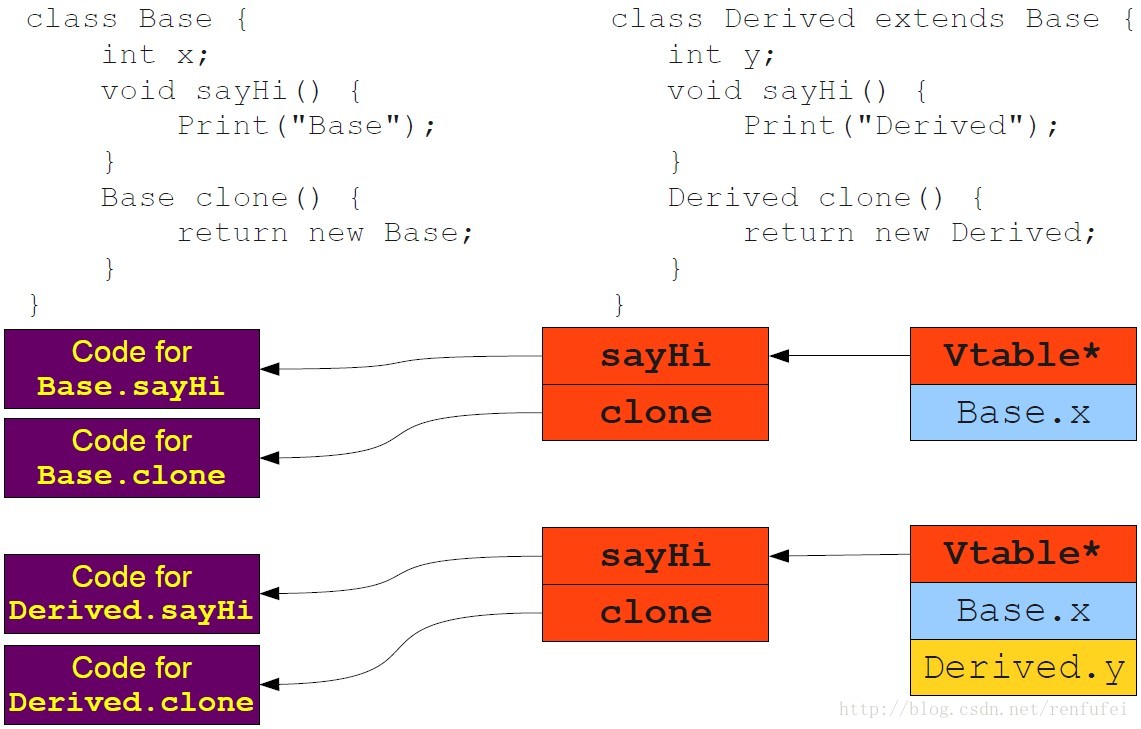 class Base {
    int x;
    void sayHi() {
        Print("Base");
    }
    Base clone() {
        return new Base;
    }
}
class Derived extends Base {
    int y;
    void sayHi() {
        Print("Derived");
    }
    Derived clone() {
        return new Derived;
    }
}
Code for
Base.sayHi
Code for
Base.clone
sayHi
clone
Vtable*
Base.x
Code for
Derived.sayHi
Code for
Derived.clone
sayHi
clone
Vtable*
Base.x
Derived.y
http://blog.csdn.net/renfufei